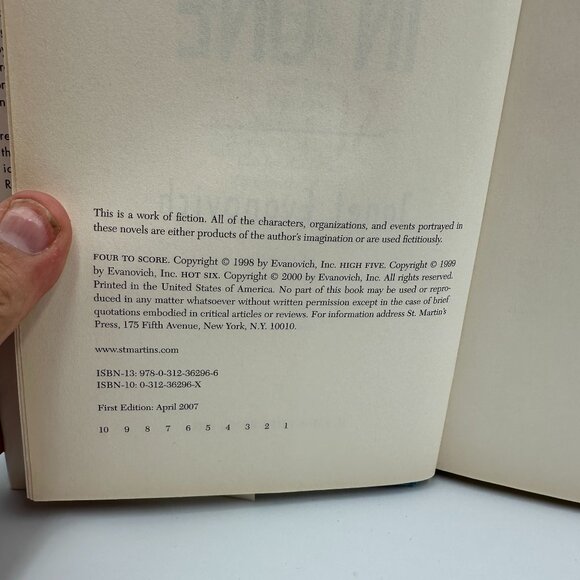 This is a work of fiction. All of the characters, organizations, and events portrayed in
these novels are either products of the author's imagination or are used fictitiously.
FOUR TO SCORE. Copyright © 1998 by Evanovich, Inc. HIGH FIVE. Copyright © 1999
by Evanovich, Inc. HOT SIX. Copyright © 2000 by Evanovich, Inc. All rights reserved.
Printed in the United States of America. No part of this book may be used or repro-
duced in any matter whatsoever without written permission except in the case of brief
quotations embodied in critical articles or reviews. For information address St. Martin's
Press, 175 Fifth Avenue, New York, N.Y. 10010.
www.stmartins.com
ISBN-13: 978-0-312-36296-6
ISBN-10: 0-312-36296-X
First Edition: April 2007
10 9 8 7 6 5 4 3 2 1